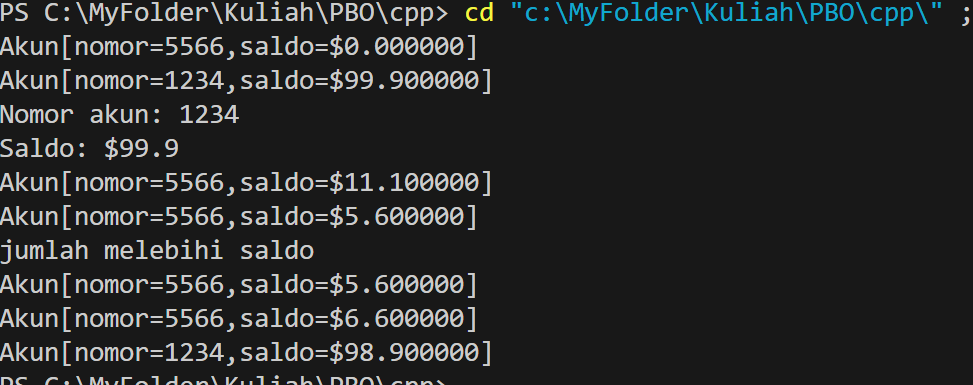 PS C:\MyFolder\Kuliah\PBO\cpp> cd "c:\MyFolder\Kuliah\PBO\cpp\" ;
Akun[nomor=5566,saldo=$0.000000]
Akun[nomor=1234,saldo=$99.900000]
Nomor akun: 1234
Saldo: $99.9
Akun[nomor=5566,saldo=$11.100000]
Akun[nomor=5566,saldo=$5.600000]
jumlah melebihi saldo
Akun[nomor=5566,saldo=$5.600000]
Akun[nomor=5566,saldo=$6.600000]
Akun[nomor=1234,saldo=$98.900000]
PS C:\MyFolder\Kuliah\PBO\cpp>